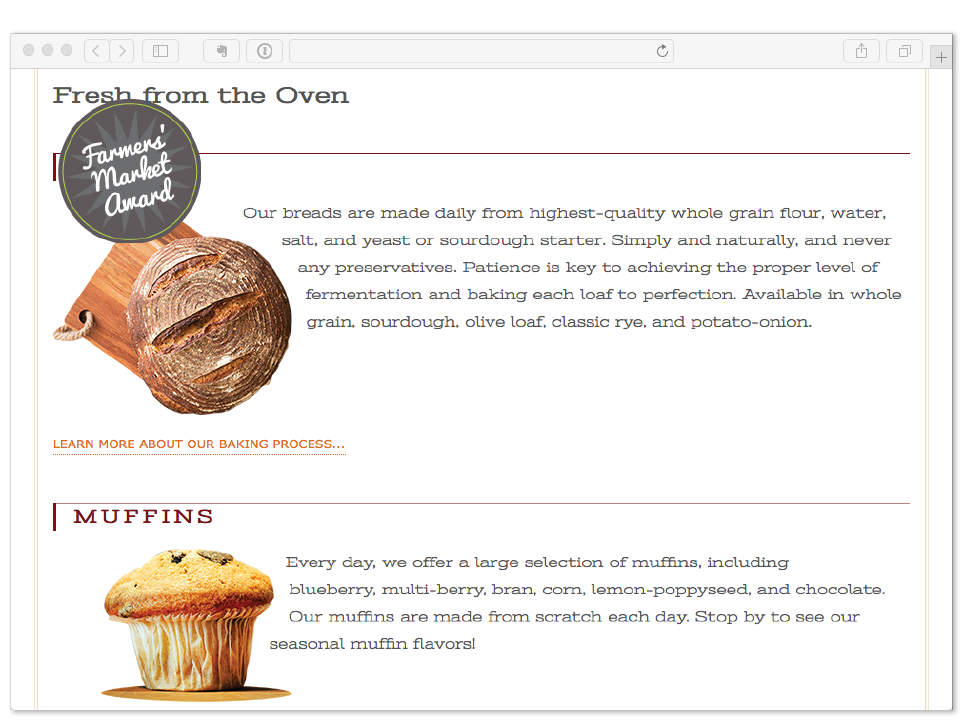 Fresh from the Oven
Farmers'
Market
Award
Our breads are made daily from highest-quality whole grain flour, water,
salt, and yeast or sourdough starter. Simply and naturally, and never
any preservatives. Patience is key to achieving the proper level of
fermentation and baking each loaf to perfection. Available in whole
grain, sourdough, olive loaf, classic rye, and potato-onion.
LEARN MORE ABOUT OUR BAKING PROCESS...
MUFFINS
Every day, we offer a large selection of muffins, including
blueberry, multi-berry, bran, corn, lemon-poppyseed, and chocolate.
Our muffins are made from scratch each day. Stop by to see our
seasonal muffin flavors!